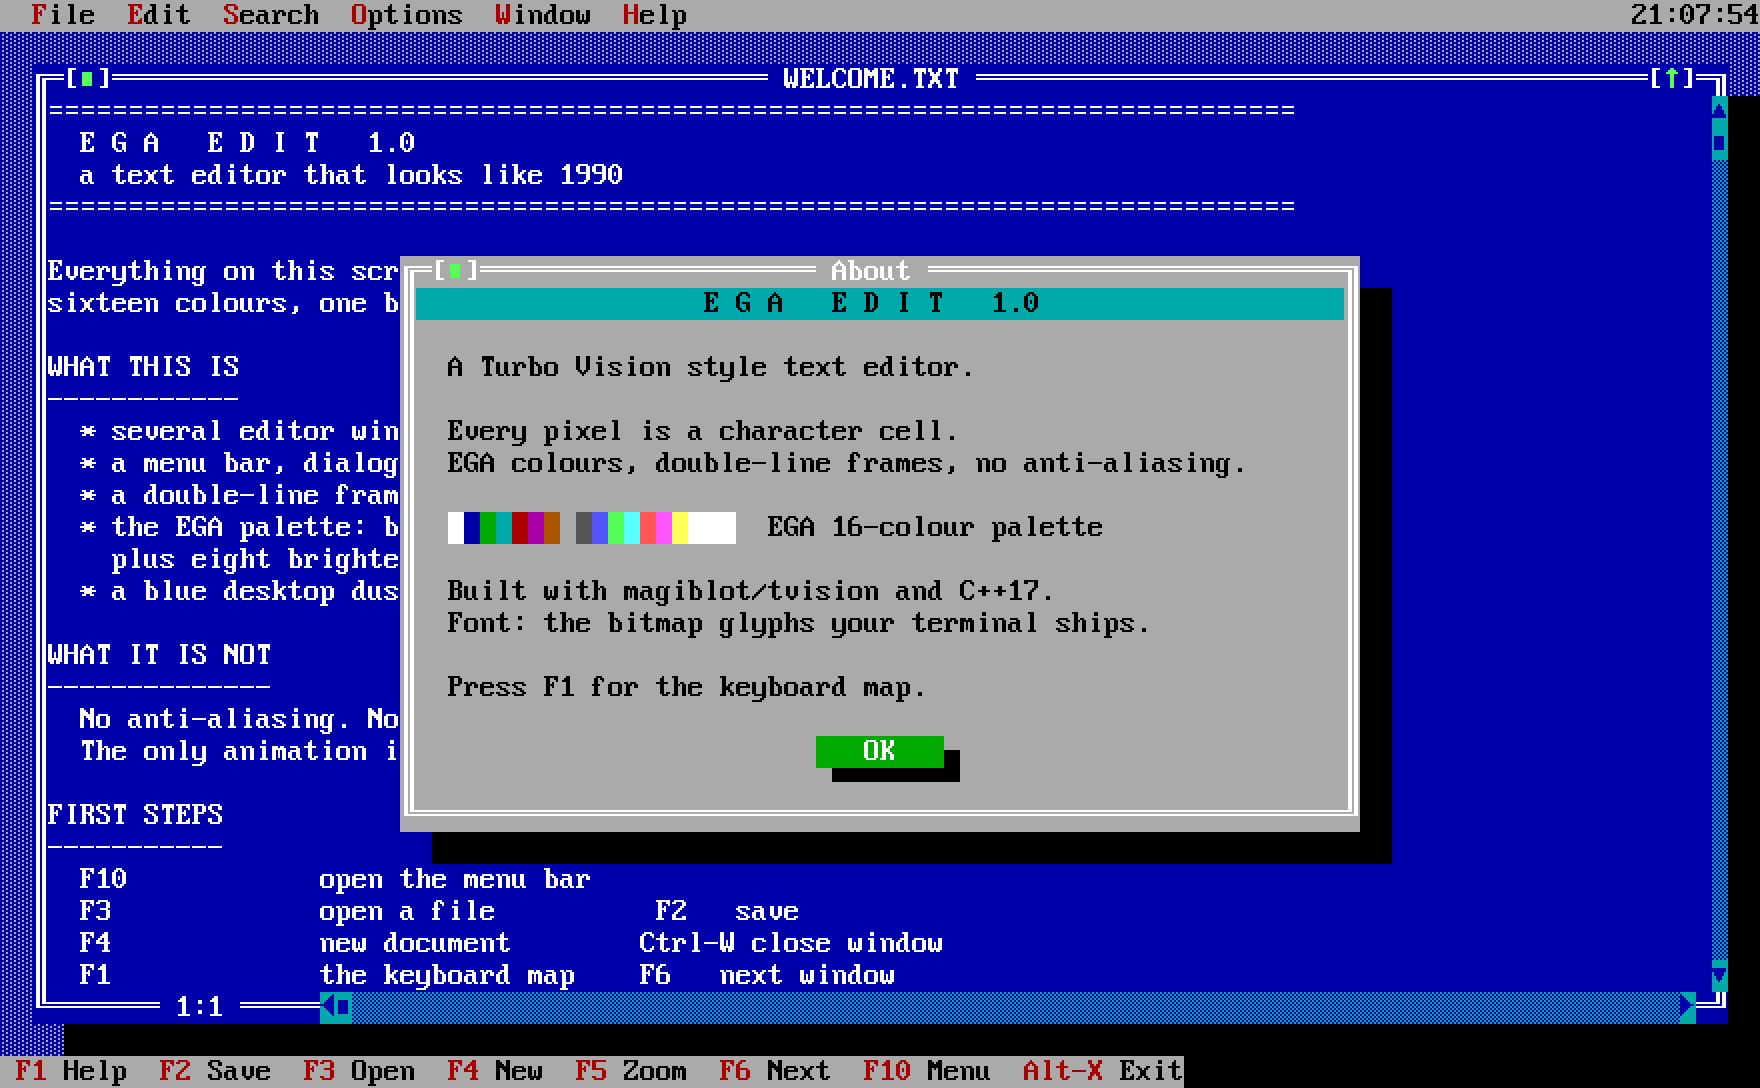 File  Edit  Search  Options  Window  Help  21:07:54
[■] WELCOME.TXT [↑]
==============================================================================
E G A   E D I T   1.0
a text editor that looks like 1990
==============================================================================
Everything on this scr
sixteen colours, one b
WHAT THIS IS
------------
* several editor win
* a menu bar, dialog
* a double-line fram
* the EGA palette: b
plus eight brighte
* a blue desktop dus
WHAT IT IS NOT
--------------
No anti-aliasing. No
The only animation i
FIRST STEPS
-----------
F10            open the menu bar
F3             open a file          F2   save
F4             new document        Ctrl-W close window
F1             the keyboard map    F6   next window
1:1
[■] About
E G A   E D I T   1.0
A Turbo Vision style text editor.
Every pixel is a character cell.
EGA colours, double-line frames, no anti-aliasing.
EGA 16-colour palette
Built with magiblot/tvision and C++17.
Font: the bitmap glyphs your terminal ships.
Press F1 for the keyboard map.
OK
F1 Help  F2 Save  F3 Open  F4 New  F5 Zoom  F6 Next  F10 Menu  Alt-X Exit